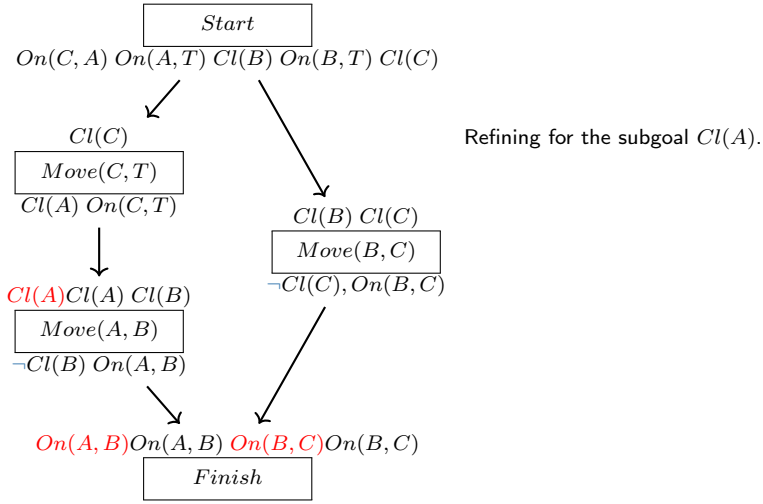 Start
On(C, A) On(A, T) Cl(B) On(B, T) Cl(C)
Cl(C)
Refining for the subgoal Cl(A).
Move(C, T)
Cl(A) On(C, T)
Cl(B) Cl(C)
Move(B, C)
¬Cl(C), On(B, C)
Cl(A)Cl(A) Cl(B)
Move(A, B)
¬Cl(B) On(A, B)
On(A, B)On(A, B) On(B, C)On(B, C)
Finish